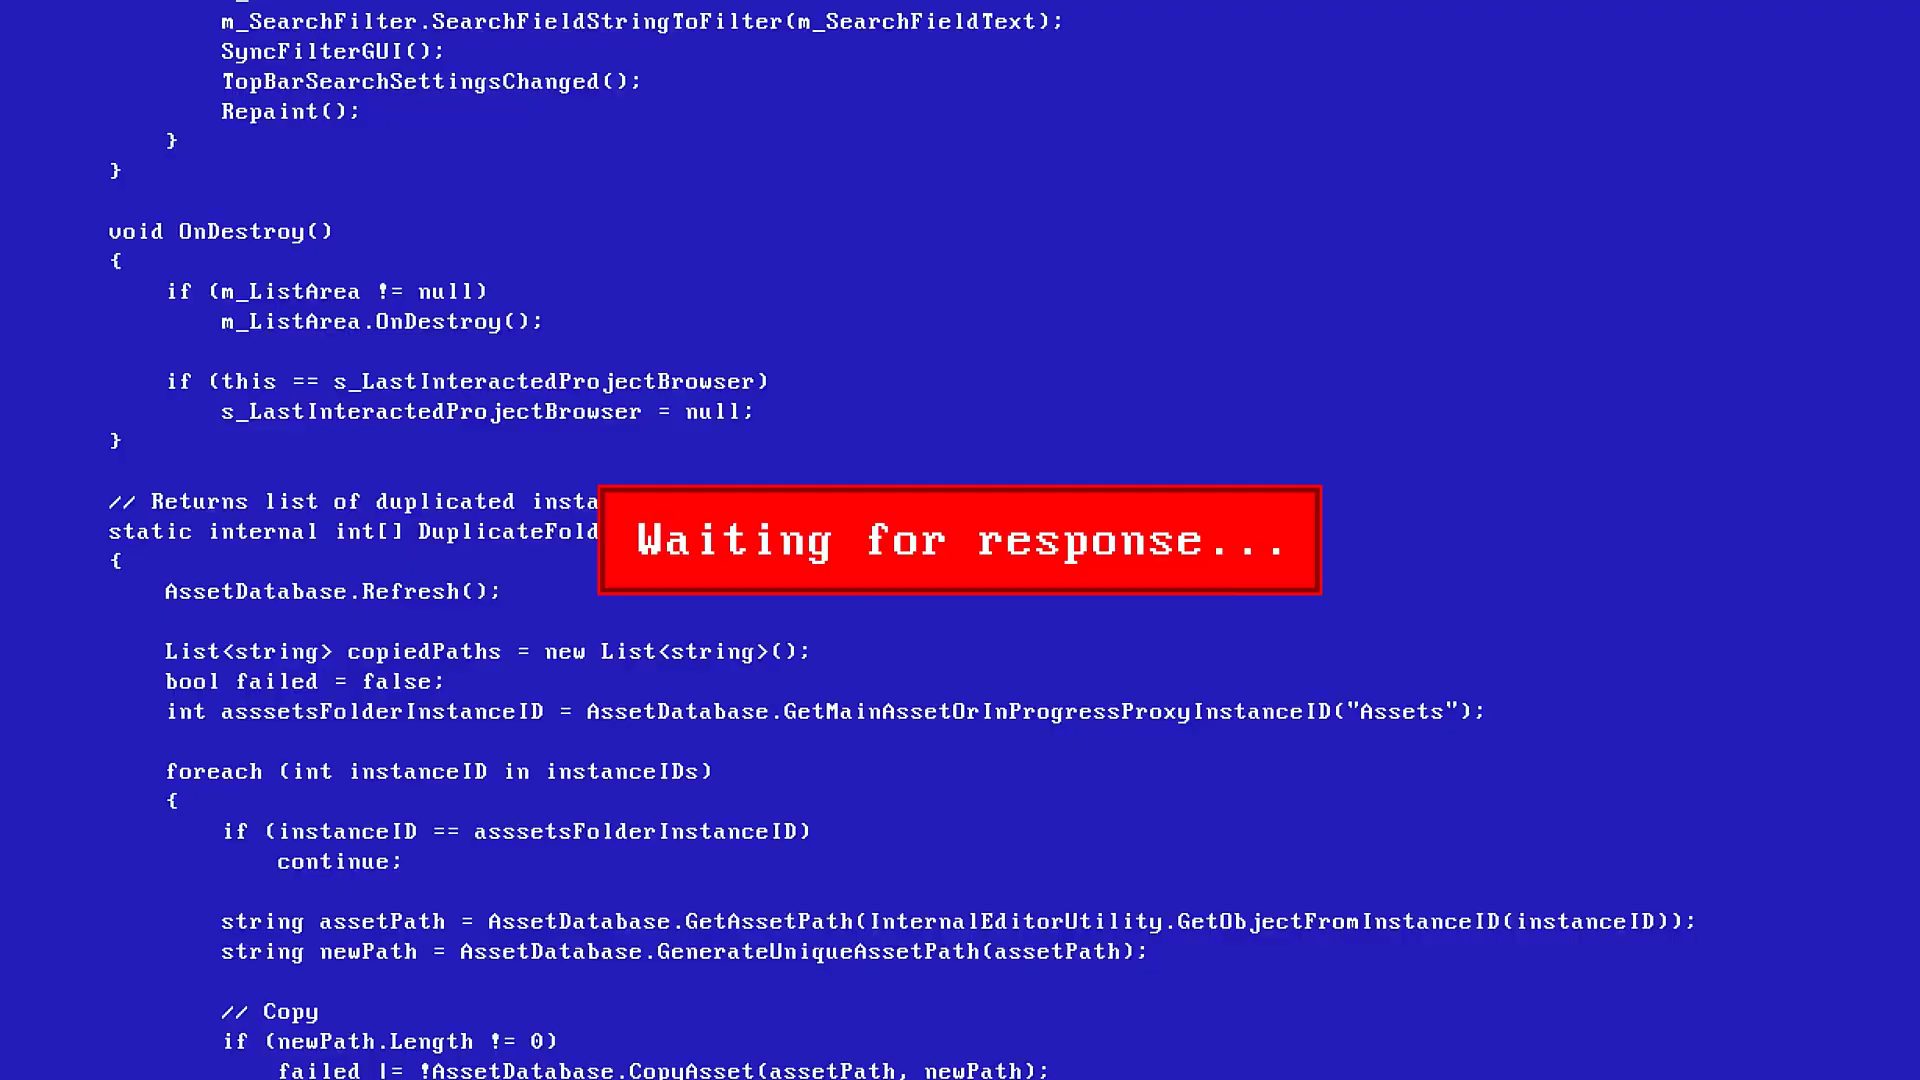 m_SearchFilter.SearchFieldStringToFilter(m_SearchFieldText);
SyncFilterGUI();
TopBarSearchSettingsChanged();
Repaint();
}
}
void OnDestroy()
{
if (m_ListArea != null)
m_ListArea.OnDestroy();
if (this == s_LastInteractedProjectBrowser)
s_LastInteractedProjectBrowser = null;
}
// Returns list of duplicated insta
static internal int[] DuplicateFold
Waiting for response...
{
AssetDatabase.Refresh();
List<string> copiedPaths = new List<string>();
bool failed = false;
int asssetsFolderInstanceID = AssetDatabase.GetMainAssetOrInProgressProxyInstanceID("Assets");
foreach (int instanceID in instanceIDs)
{
if (instanceID == asssetsFolderInstanceID)
continue;
string assetPath = AssetDatabase.GetAssetPath(InternalEditorUtility.GetObjectFromInstanceID(instanceID));
string newPath = AssetDatabase.GenerateUniqueAssetPath(assetPath);
// Copy
if (newPath.Length != 0)
failed |= !AssetDatabase.CopyAsset(assetPath, newPath);